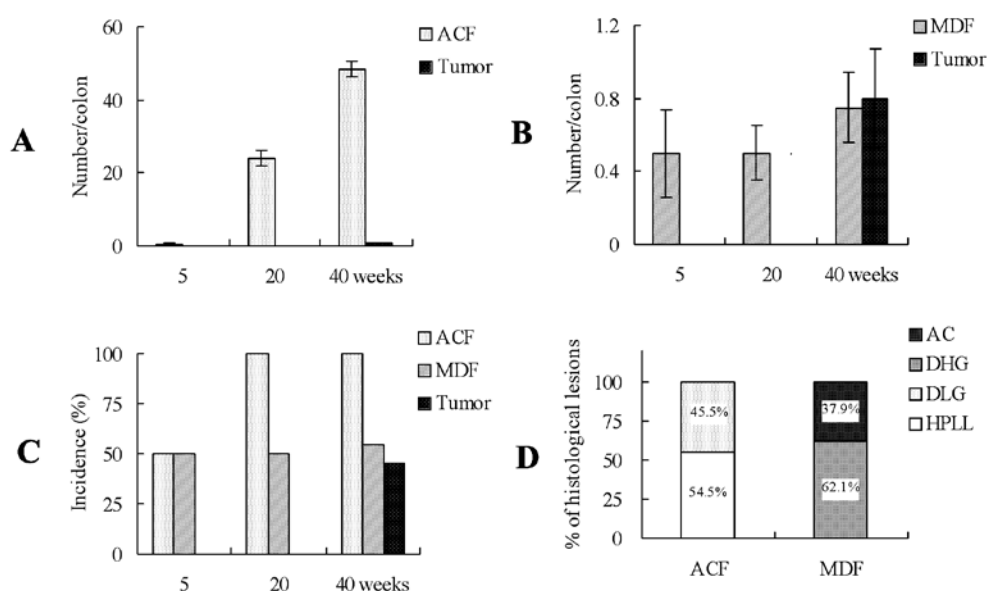 A
Number/colon
60
40
20
0
5
20
40 weeks
ACF
Tumor
B
Number/colon
1.2
0.8
0.4
0
5
20
40 weeks
MDF
Tumor
C
Incidence (%)
100
50
0
5
20
40 weeks
ACF
MDF
Tumor
D
% of histological lesions
100
75
50
25
0
45.5%
54.5%
37.9%
62.1%
ACF
MDF
AC
DHG
DLG
HPLL